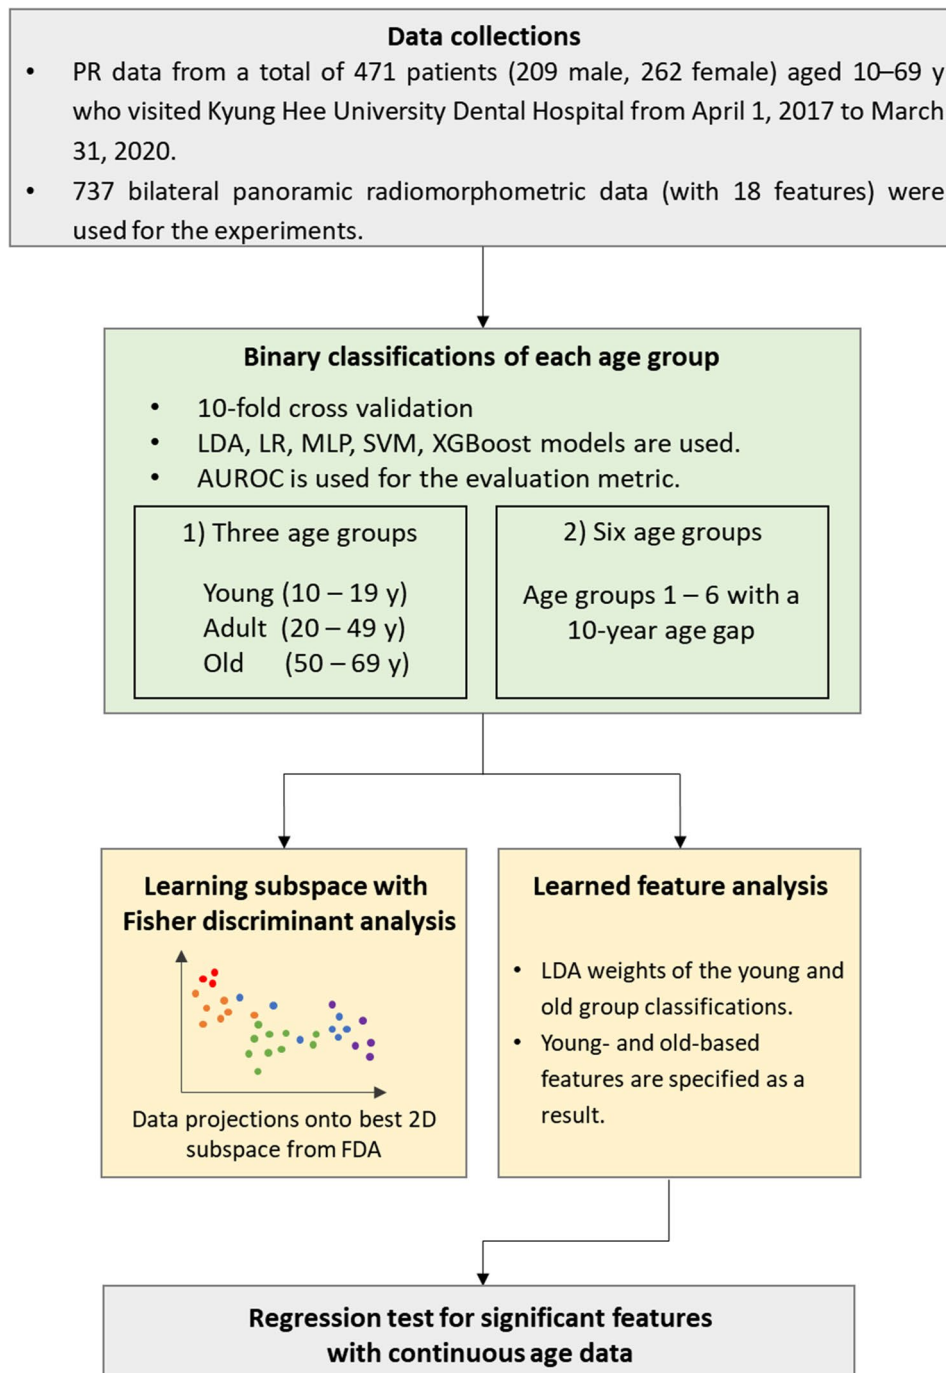 Data collections
• PR data from a total of 471 patients (209 male, 262 female) aged 10–69 y
who visited Kyung Hee University Dental Hospital from April 1, 2017 to March
31, 2020.
• 737 bilateral panoramic radiomorphometric data (with 18 features) were
used for the experiments.
Binary classifications of each age group
• 10-fold cross validation
• LDA, LR, MLP, SVM, XGBoost models are used.
• AUROC is used for the evaluation metric.
1) Three age groups
Young (10 – 19 y)
Adult (20 – 49 y)
Old (50 – 69 y)
2) Six age groups
Age groups 1 – 6 with a
10-year age gap
Learning subspace with
Fisher discriminant analysis
Data projections onto best 2D
subspace from FDA
Learned feature analysis
• LDA weights of the young and
old group classifications.
• Young- and old-based
features are specified as a
result.
Regression test for significant features
with continuous age data